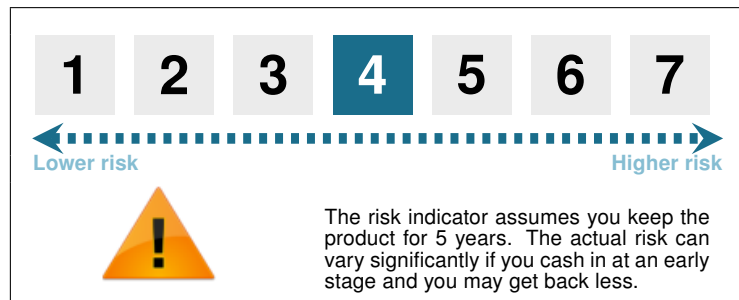 1 2 3 4 5 6 7
Lower risk Higher risk
!
The risk indicator assumes you keep the
product for 5 years. The actual risk can
vary significantly if you cash in at an early
stage and you may get back less.